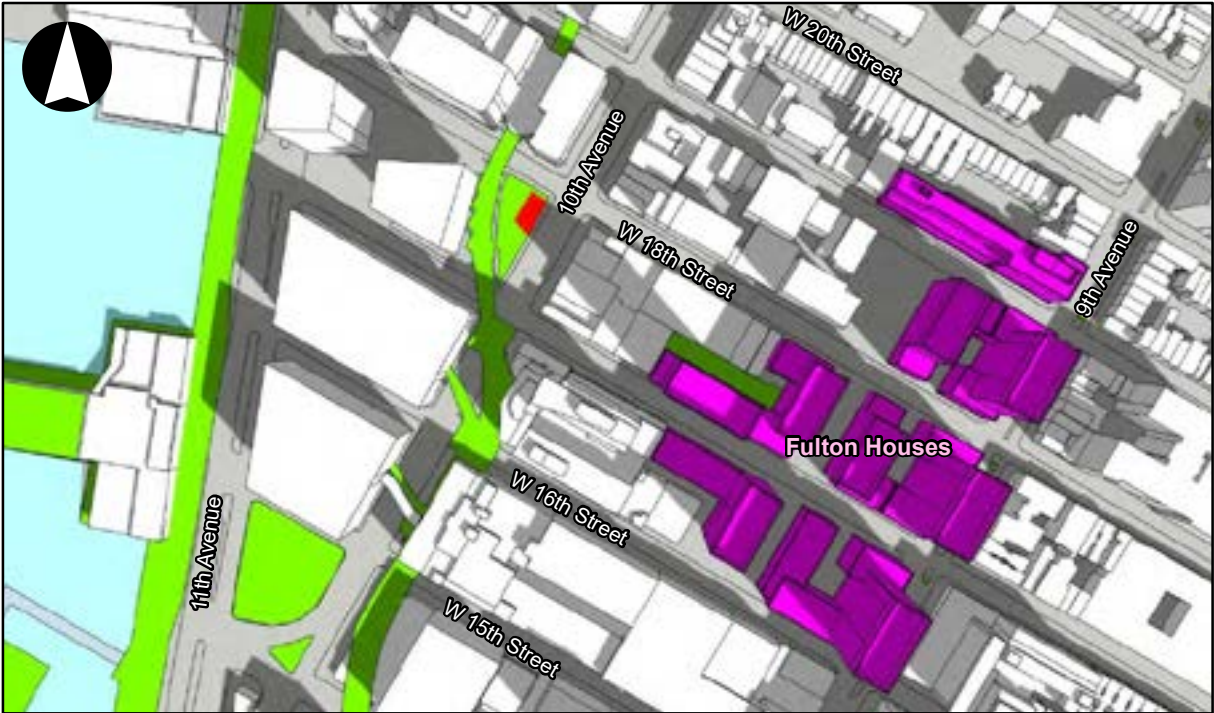 W 20th Street
10th Avenue
W 18th Street
9th Avenue
Fulton Houses
W 16th Street
11th Avenue
W 15th Street